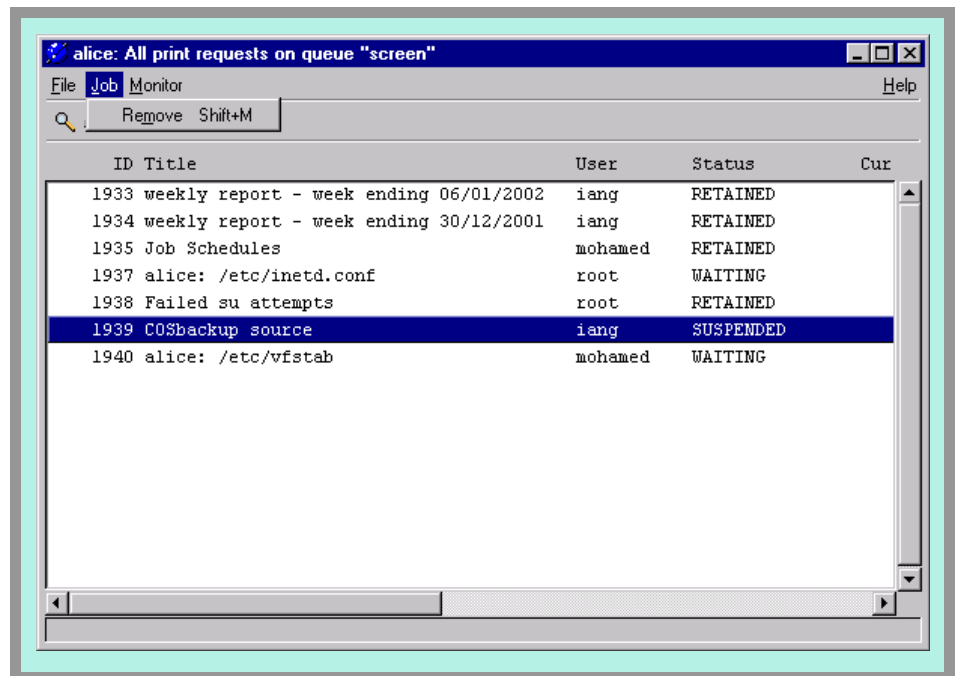 alice: All print requests on queue "screen"
File Job Monitor Help
Remove Shift+M
ID Title User Status Cur
1933 weekly report - week ending 06/01/2002 iang RETAINED
1934 weekly report - week ending 30/12/2001 iang RETAINED
1935 Job Schedules mohamed RETAINED
1937 alice: /etc/inetd.conf root WAITING
1938 Failed su attempts root RETAINED
1939 COSbackup source iang SUSPENDED
1940 alice: /etc/vfstab mohamed WAITING